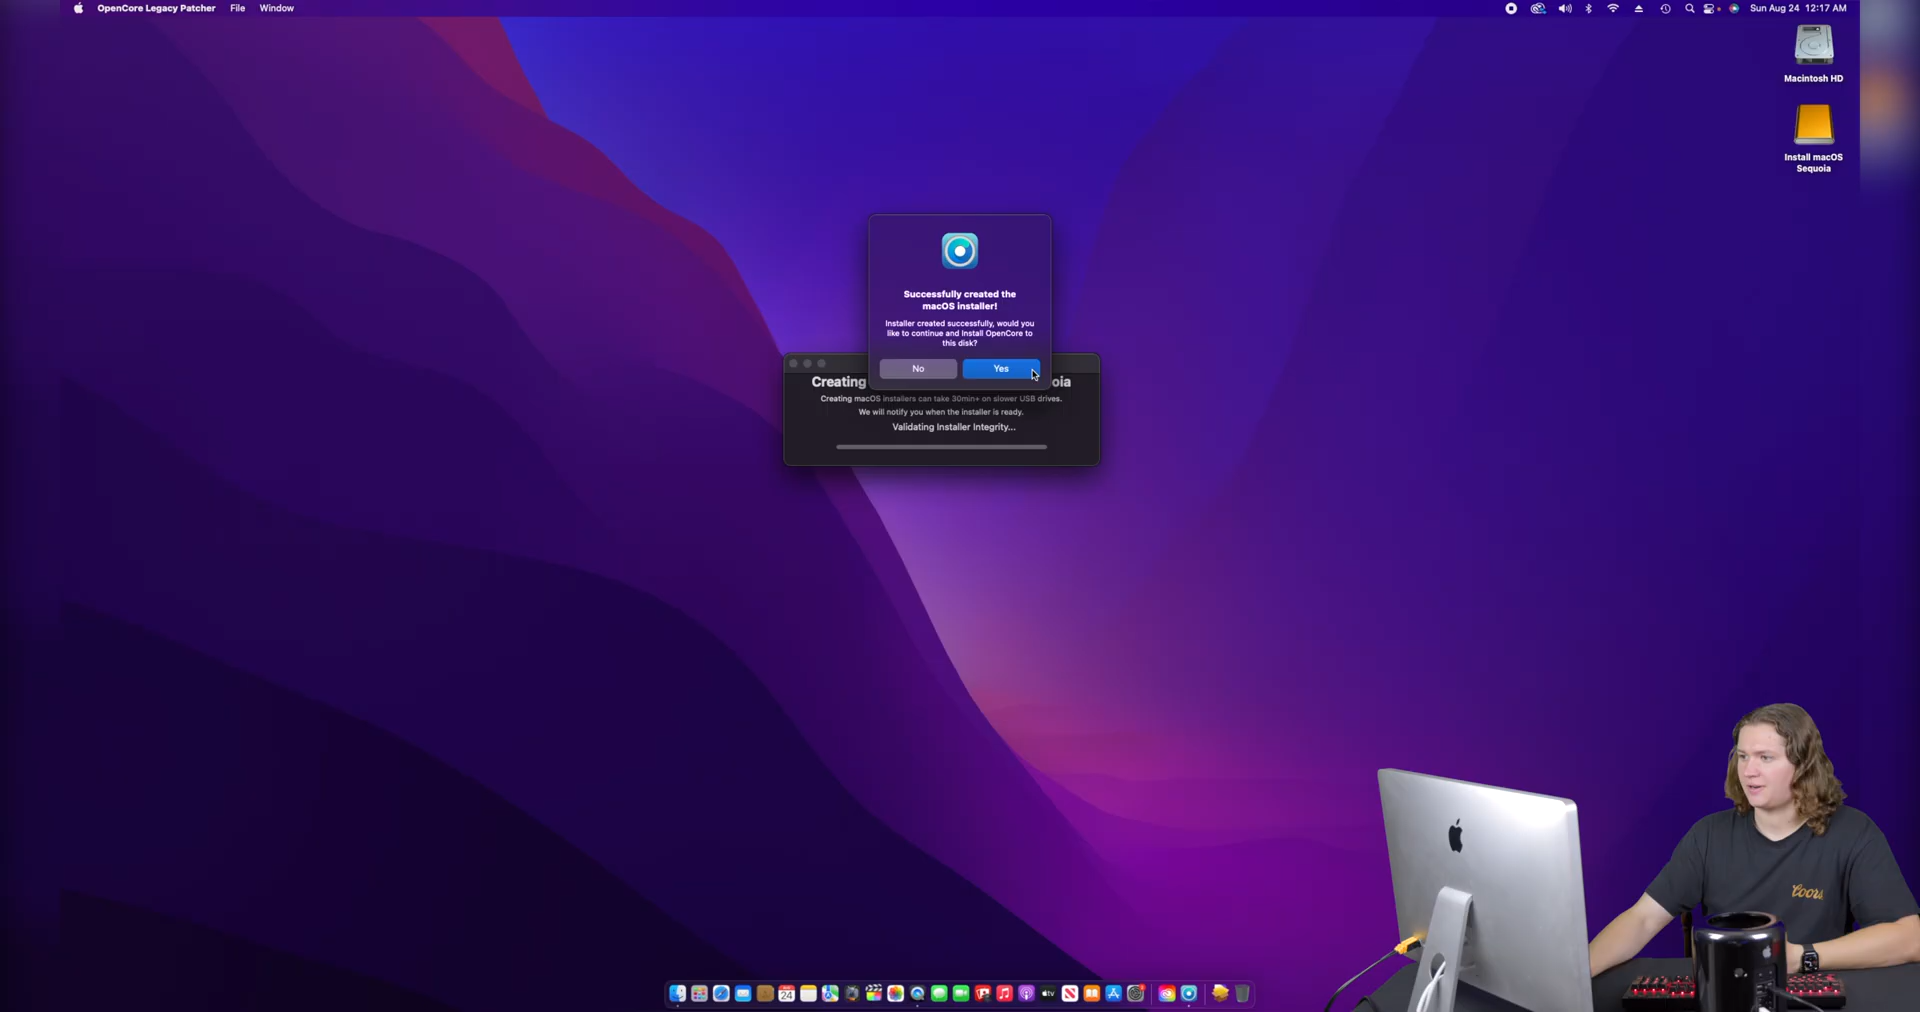 OpenCore Legacy Patcher File Window
Sun Aug 24 12:17 AM
Macintosh HD
Install macOS
Sequoia
Successfully created the
macOS installer!
Installer created successfully, would you
like to continue and Install OpenCore to
this disk?
No Yes
Creating oia
Creating macOS installers can take 30min+ on slower USB drives.
We will notify you when the installer is ready.
Validating Installer Integrity...
24
tv
Coors